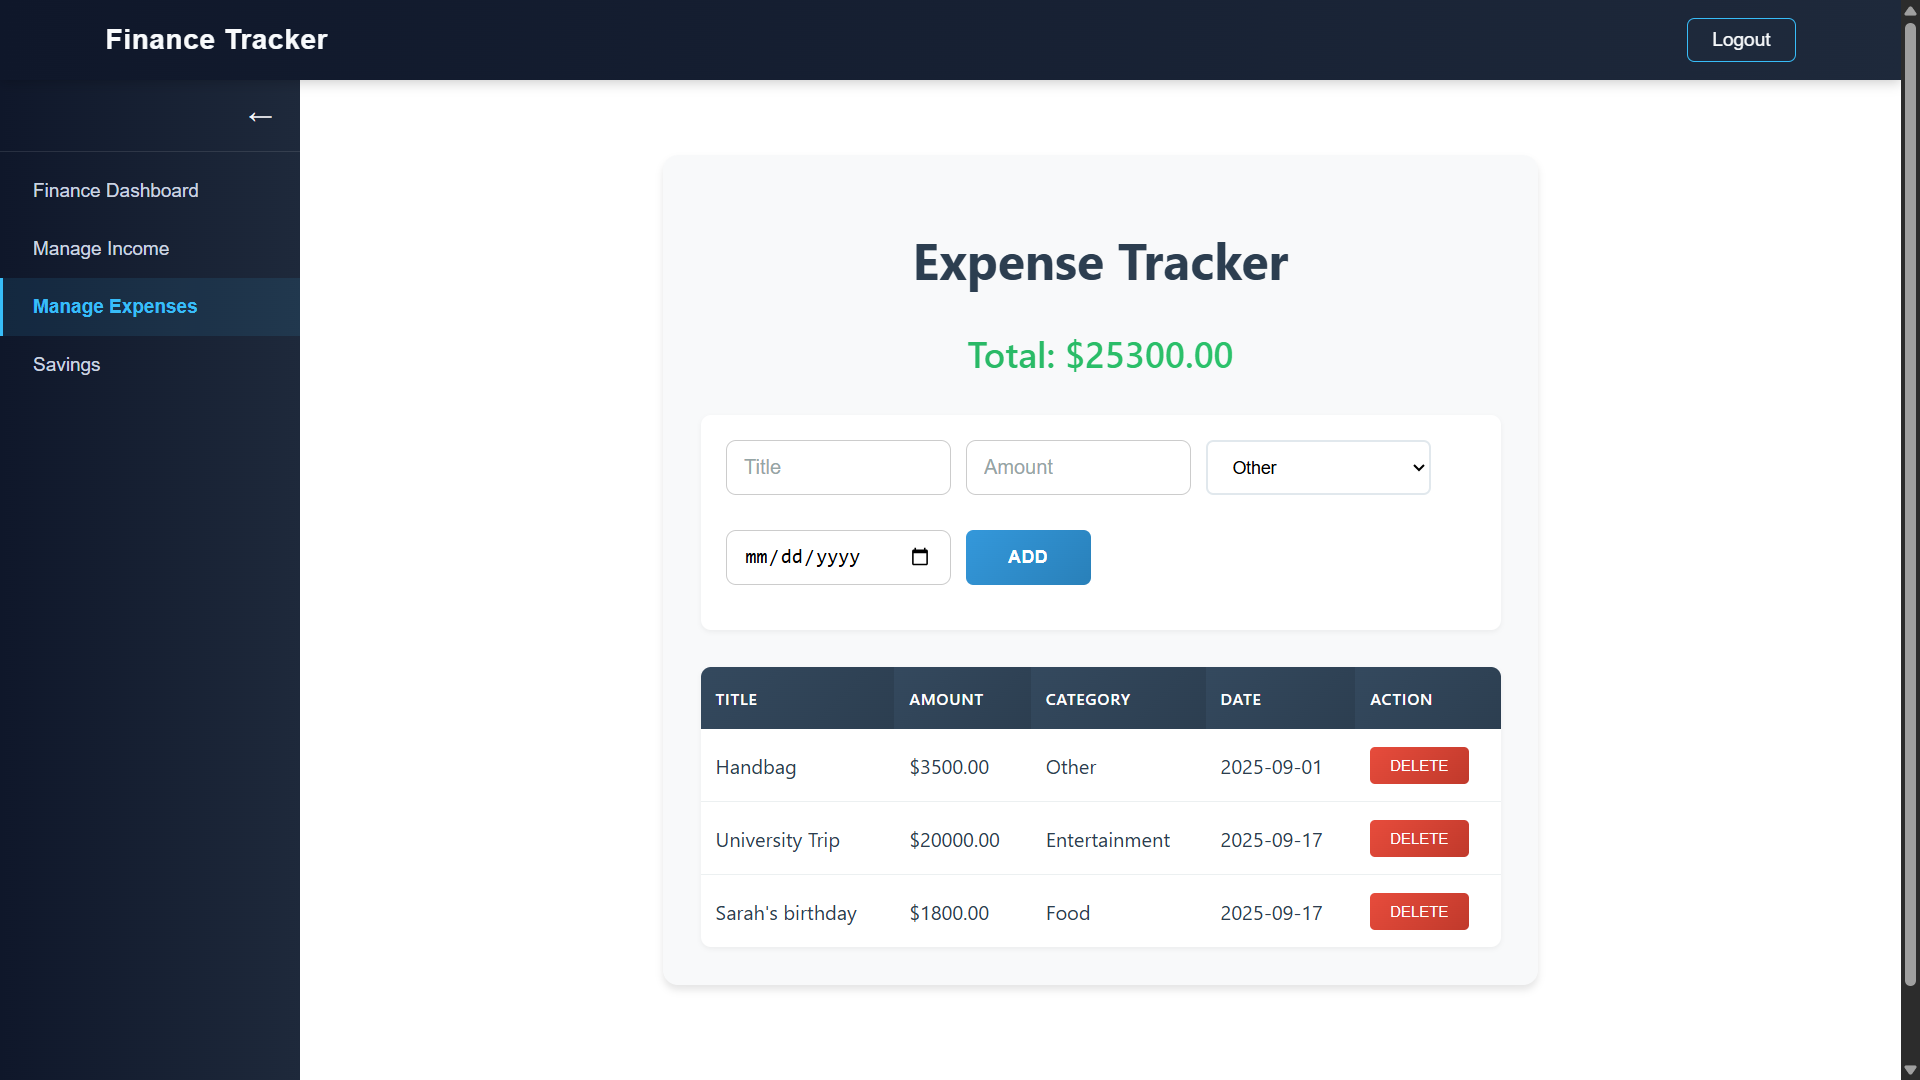 Finance Tracker
Logout
←
Finance Dashboard
Manage Income
Manage Expenses
Savings
Expense Tracker
Total: $25300.00
Title Amount Other
mm/dd/yyyy ADD
TITLE AMOUNT CATEGORY DATE ACTION
Handbag $3500.00 Other 2025-09-01 DELETE
University Trip $20000.00 Entertainment 2025-09-17 DELETE
Sarah's birthday $1800.00 Food 2025-09-17 DELETE